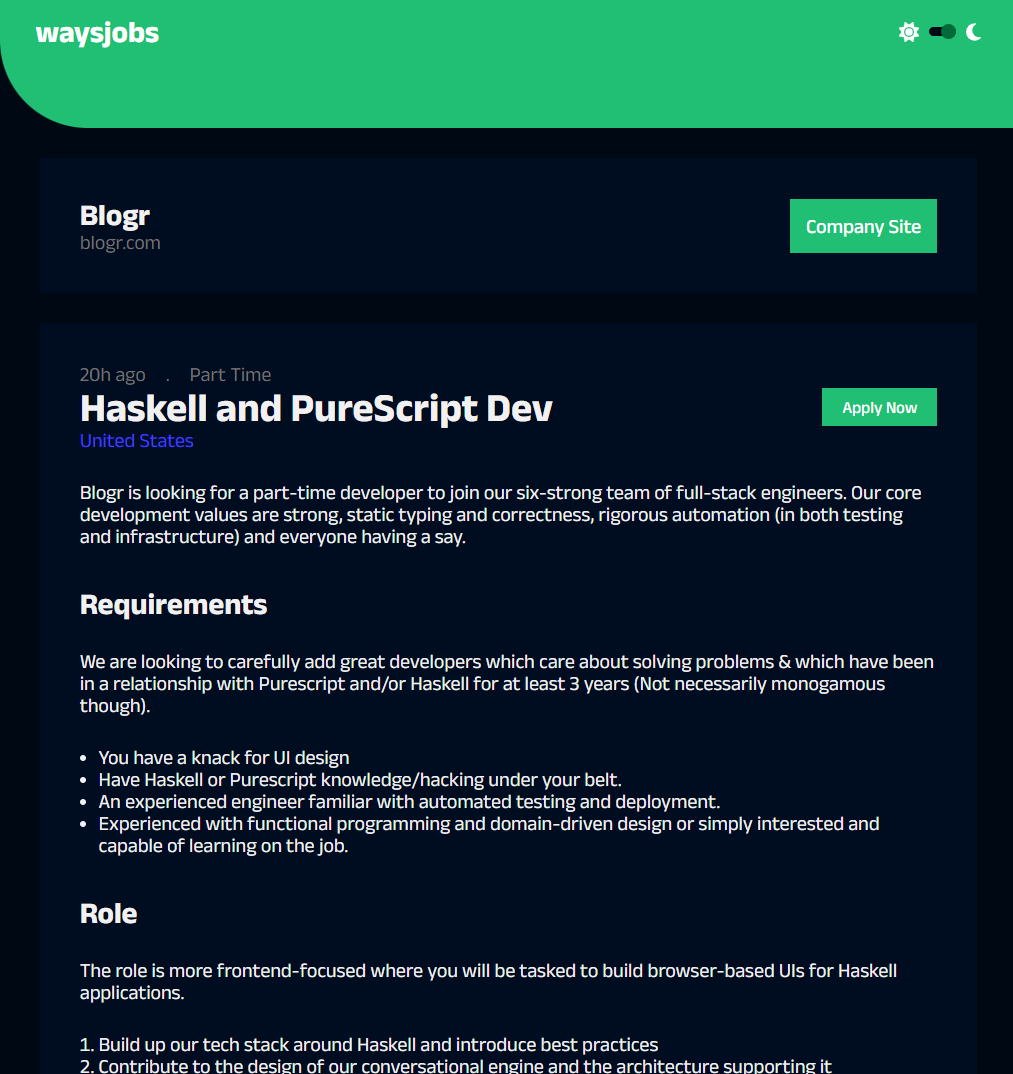 waysjobs
Blogr
blogr.com
Company Site
20h ago . Part Time
Haskell and PureScript Dev
United States
Apply Now
Blogr is looking for a part-time developer to join our six-strong team of full-stack engineers. Our core
development values are strong, static typing and correctness, rigorous automation (in both testing
and infrastructure) and everyone having a say.
Requirements
We are looking to carefully add great developers which care about solving problems & which have been
in a relationship with Purescript and/or Haskell for at least 3 years (Not necessarily monogamous
though).
• You have a knack for UI design
• Have Haskell or Purescript knowledge/hacking under your belt.
• An experienced engineer familiar with automated testing and deployment.
• Experienced with functional programming and domain-driven design or simply interested and
capable of learning on the job.
Role
The role is more frontend-focused where you will be tasked to build browser-based UIs for Haskell
applications.
1. Build up our tech stack around Haskell and introduce best practices
2. Contribute to the design of our conversational engine and the architecture supporting it